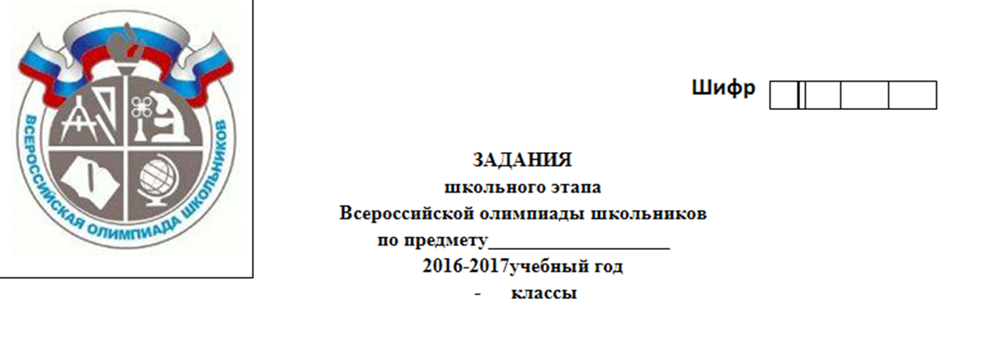 ВСЕРОССИЙСКАЯ ОЛИМПИАДА ШКОЛЬНИКОВ
Шифр
ЗАДАНИЯ
школьного этапа
Всероссийской олимпиады школьников
по предмету___________________
2016-2017учебный год
- классы